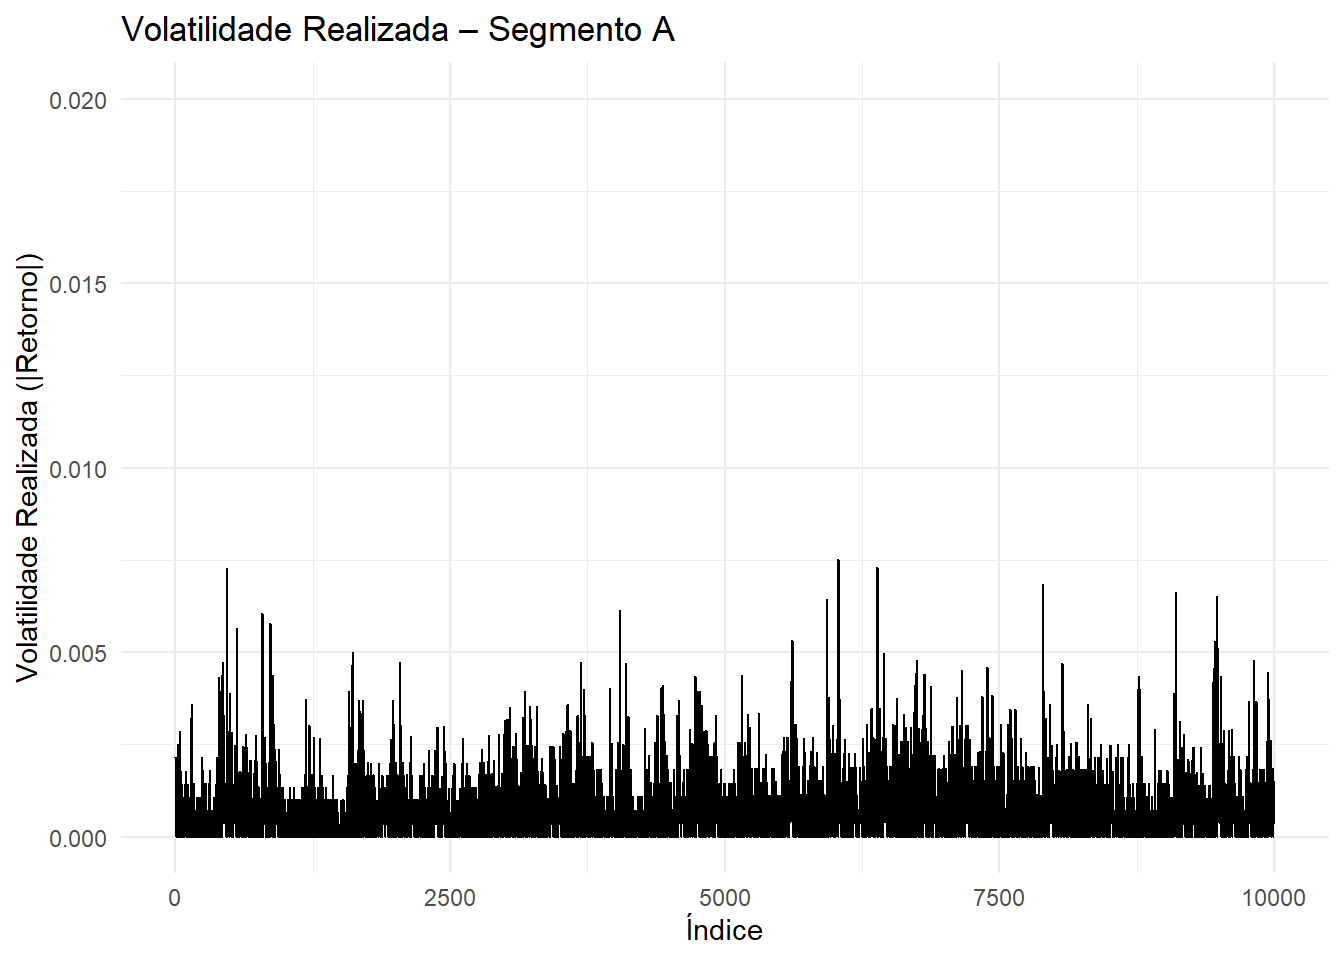 Volatilidade Realizada – Segmento A
Volatilidade Realizada (|Retorno|)
0.020
0.015
0.010
0.005
0.000
0 2500 5000 7500 10000
Índice